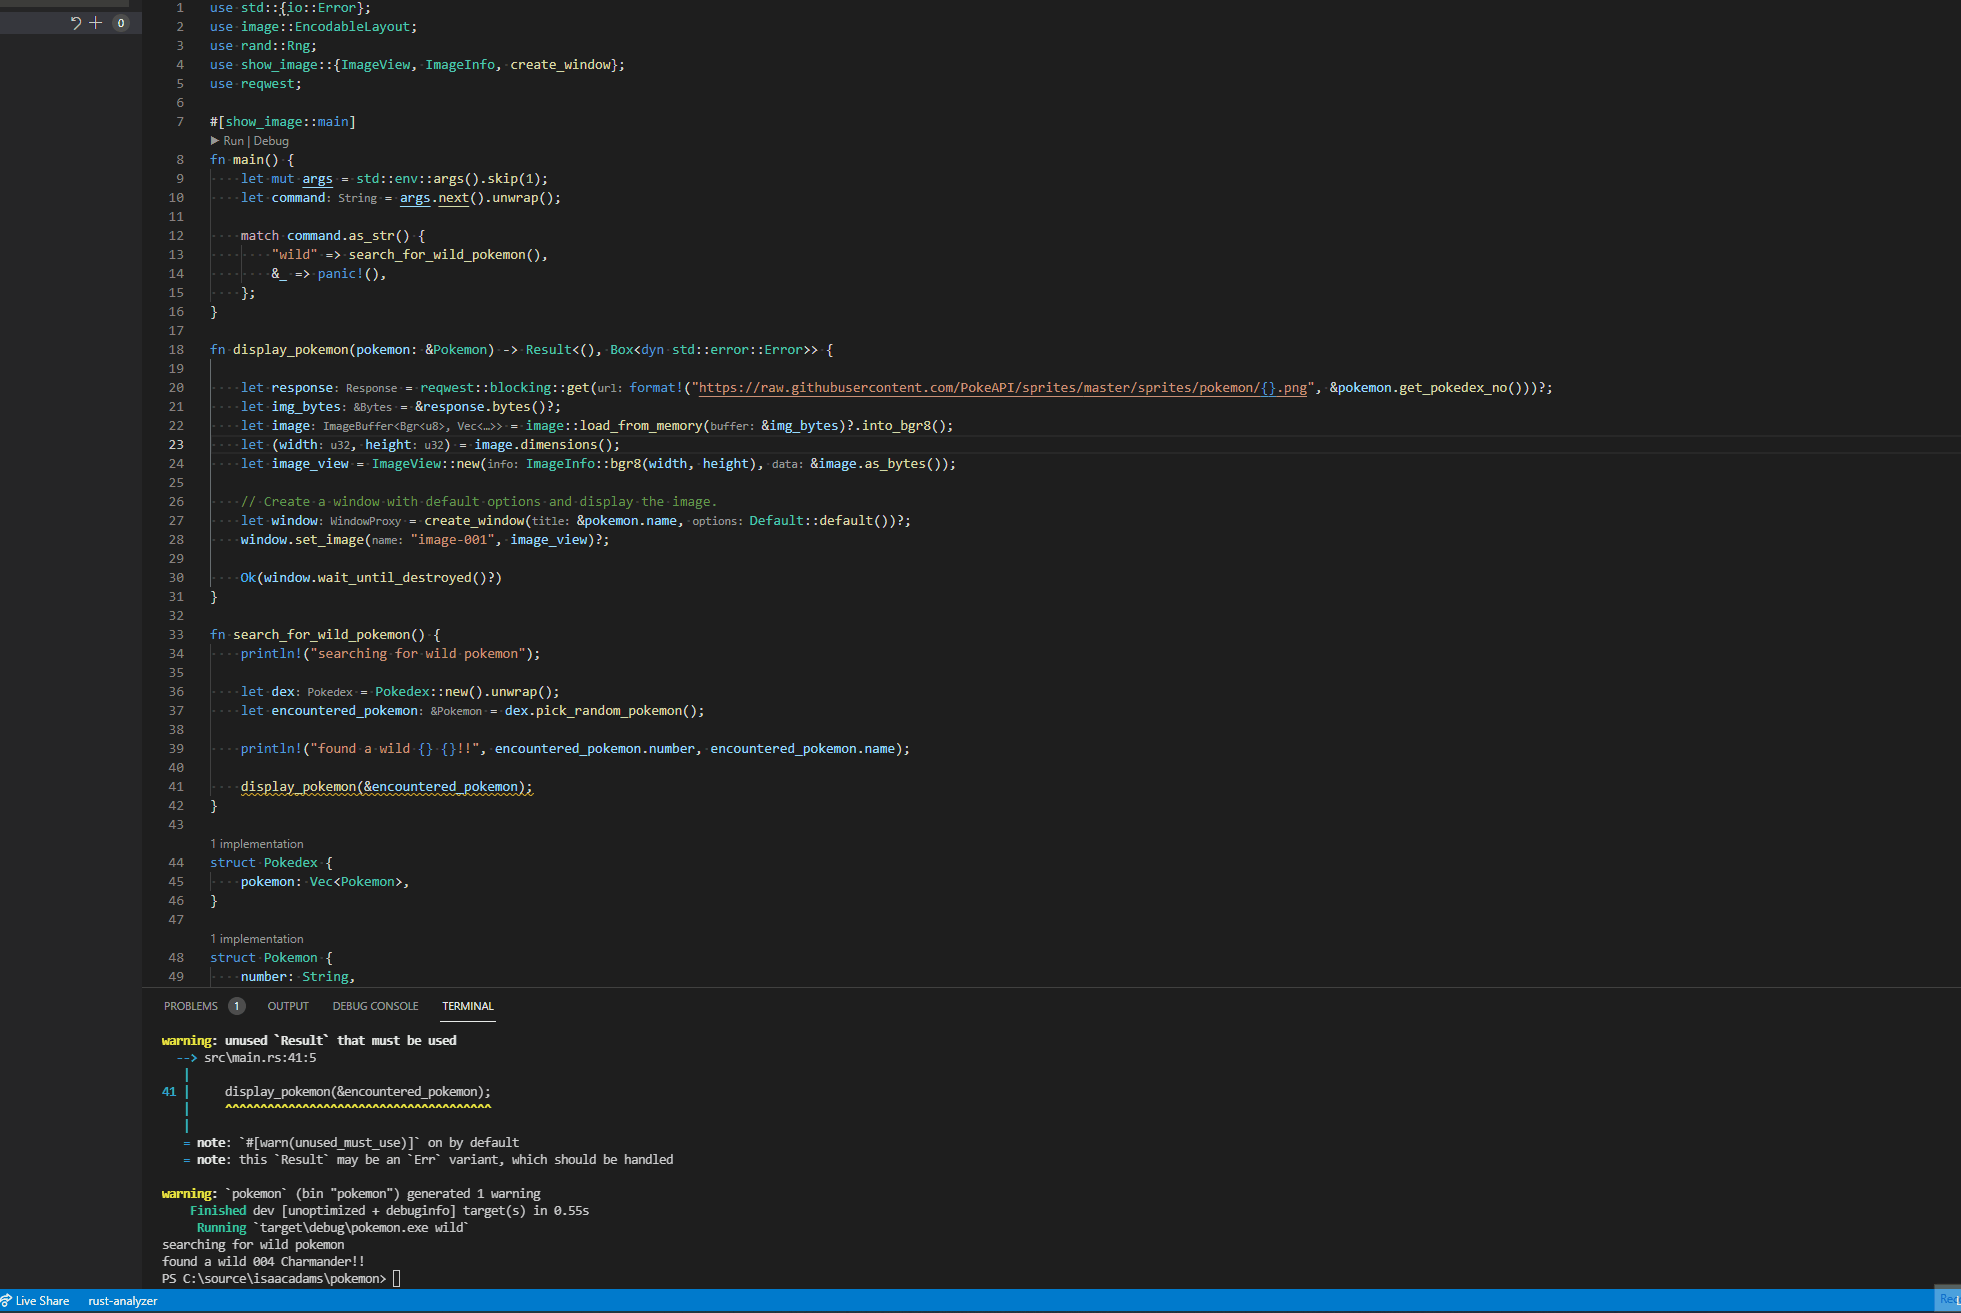 0
1 use std::{io::Error};
2 use image::EncodableLayout;
3 use rand::Rng;
4 use show_image::{ImageView, ImageInfo, create_window};
5 use reqwest;
6
7 #[show_image::main]
▶ Run | Debug
8 fn main() {
9 let mut args = std::env::args().skip(1);
10 let command: String = args.next().unwrap();
11
12 match command.as_str() {
13 "wild" => search_for_wild_pokemon(),
14 &_ => panic!(),
15 };
16 }
17
18 fn display_pokemon(pokemon: &Pokemon) -> Result<(), Box<dyn std::error::Error>> {
19
20 let response: Response = reqwest::blocking::get(url: format!("https://raw.githubusercontent.com/PokeAPI/sprites/master/sprites/pokemon/{}.png", &pokemon.get_pokedex_no()))?;
21 let img_bytes: &Bytes = &response.bytes()?;
22 let image: ImageBuffer<Bgr<u8>, Vec<…>> = image::load_from_memory(buffer: &img_bytes)?.into_bgr8();
23 let (width: u32, height: u32) = image.dimensions();
24 let image_view = ImageView::new(info: ImageInfo::bgr8(width, height), data: &image.as_bytes());
25
26 // Create a window with default options and display the image.
27 let window: WindowProxy = create_window(title: &pokemon.name, options: Default::default())?;
28 window.set_image(name: "image-001", image_view)?;
29
30 Ok(window.wait_until_destroyed()?)
31 }
32
33 fn search_for_wild_pokemon() {
34 println!("searching for wild pokemon");
35
36 let dex: Pokedex = Pokedex::new().unwrap();
37 let encountered_pokemon: &Pokemon = dex.pick_random_pokemon();
38
39 println!("found a wild {} {}!!", encountered_pokemon.number, encountered_pokemon.name);
40
41 display_pokemon(&encountered_pokemon);
42 }
43
1 implementation
44 struct Pokedex {
45 pokemon: Vec<Pokemon>,
46 }
47
1 implementation
48 struct Pokemon {
49 number: String,
PROBLEMS 1 OUTPUT DEBUG CONSOLE TERMINAL
warning: unused `Result` that must be used
--> src\main.rs:41:5
|
41 | display_pokemon(&encountered_pokemon);
| ^^^^^^^^^^^^^^^^^^^^^^^^^^^^^^^^^^^^^^
|
= note: `#[warn(unused_must_use)]` on by default
= note: this `Result` may be an `Err` variant, which should be handled
warning: `pokemon` (bin "pokemon") generated 1 warning
Finished dev [unoptimized + debuginfo] target(s) in 0.55s
Running `target\debug\pokemon.exe wild`
searching for wild pokemon
found a wild 004 Charmander!!
PS C:\source\isaacadams\pokemon>
Live Share rust-analyzer